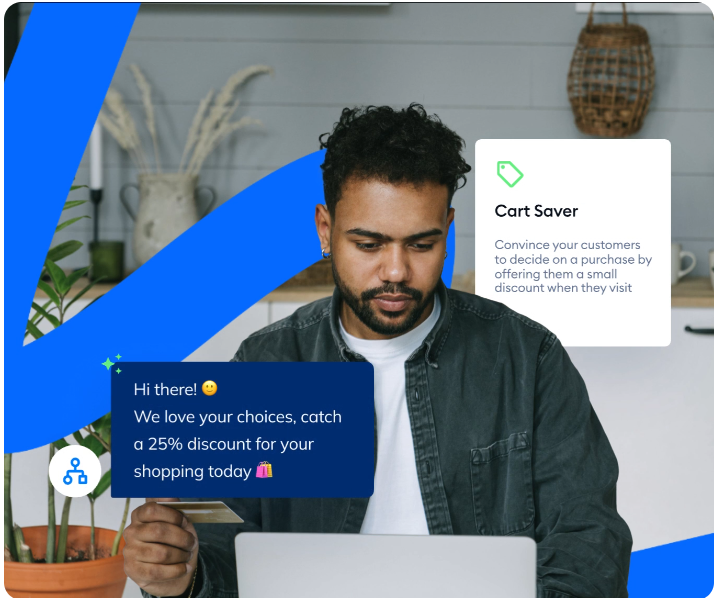 Cart Saver
Convince your customers
to decide on a purchase by
offering them a small
discount when they visit
Hi there! 🙂
We love your choices, catch
a 25% discount for your
shopping today 🛍️